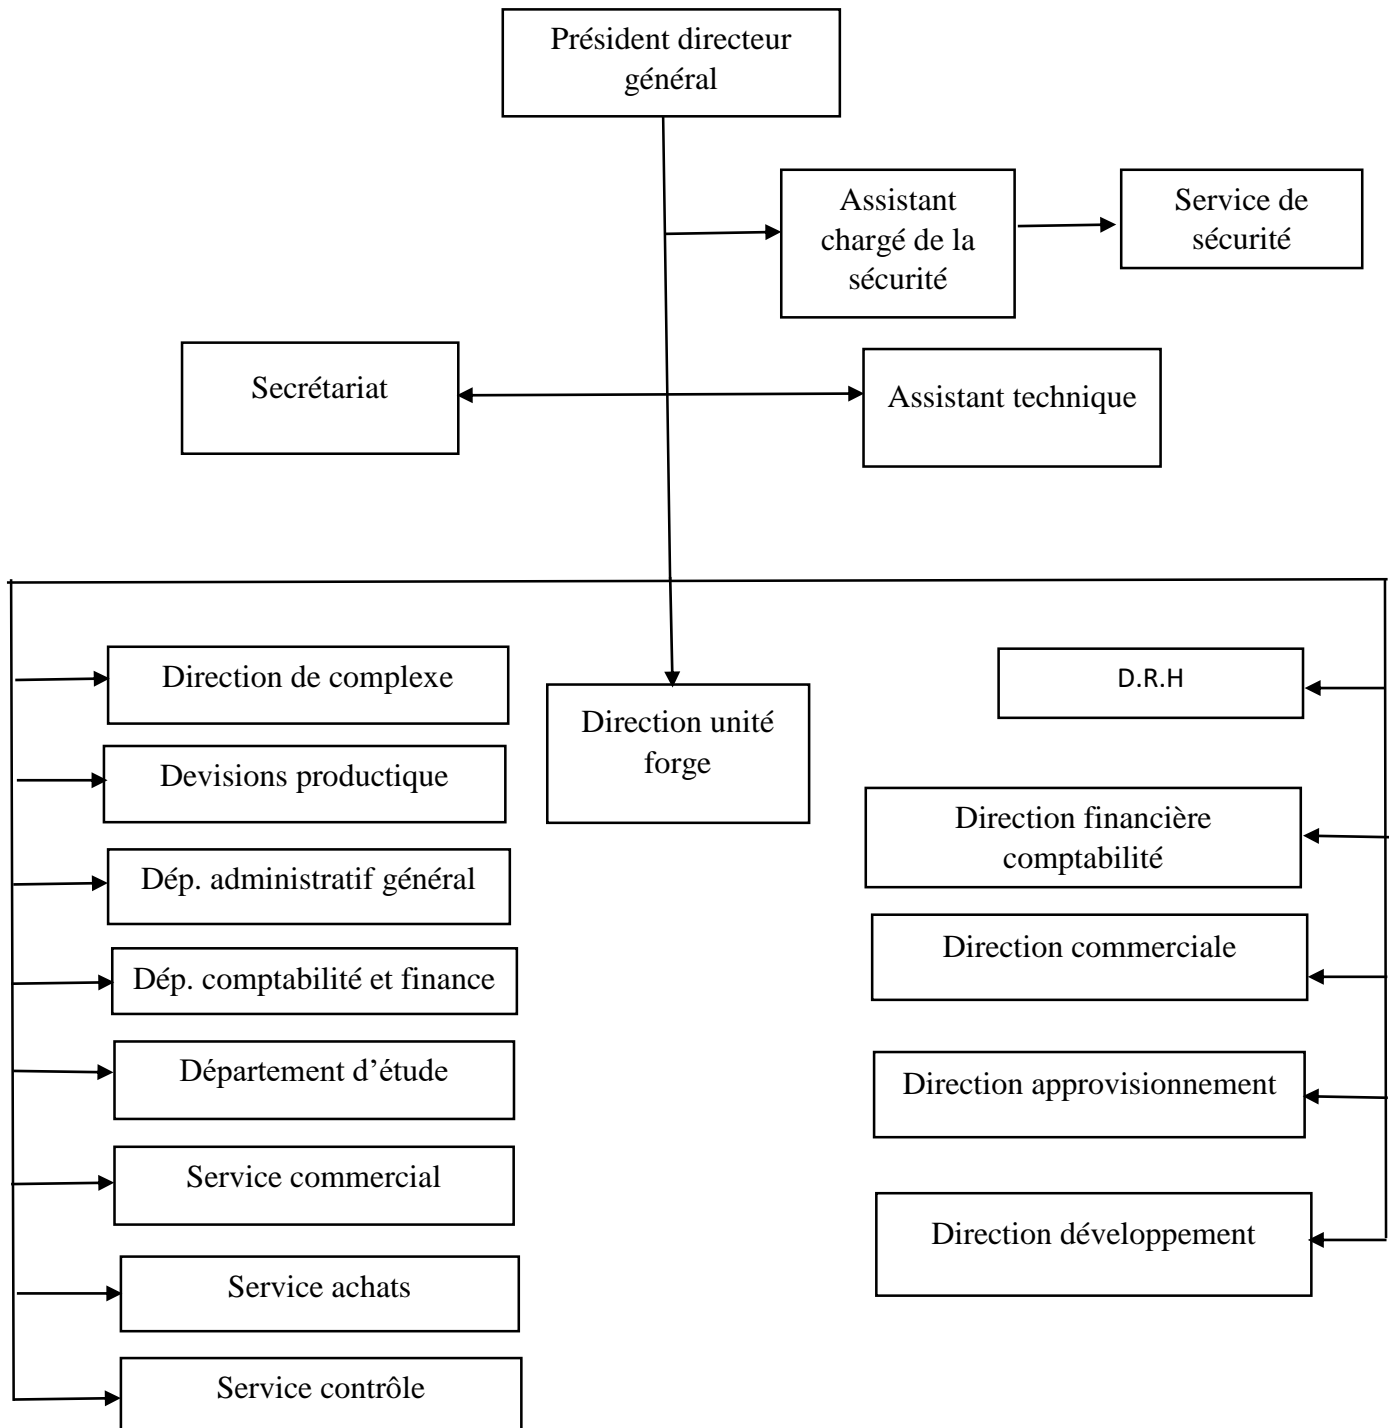 Président directeur
général
Assistant
chargé de la
sécurité
Service de
sécurité
Secrétariat
Assistant technique
Direction de complexe
Devisions productique
Dép. administratif général
Dép. comptabilité et finance
Département d’étude
Service commercial
Service achats
Service contrôle
Direction unité
forge
D.R.H
Direction financière
comptabilité
Direction commerciale
Direction approvisionnement
Direction développement